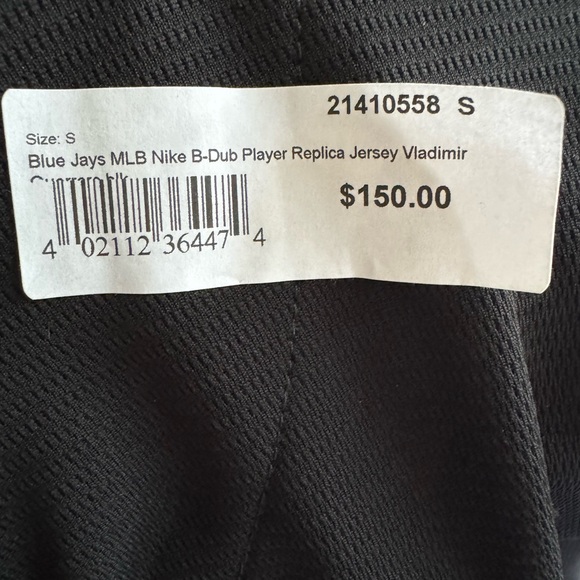 21410558 S
Size: S
Blue Jays MLB Nike B-Dub Player Replica Jersey Vladimir
$150.00
4 02112 36447 4